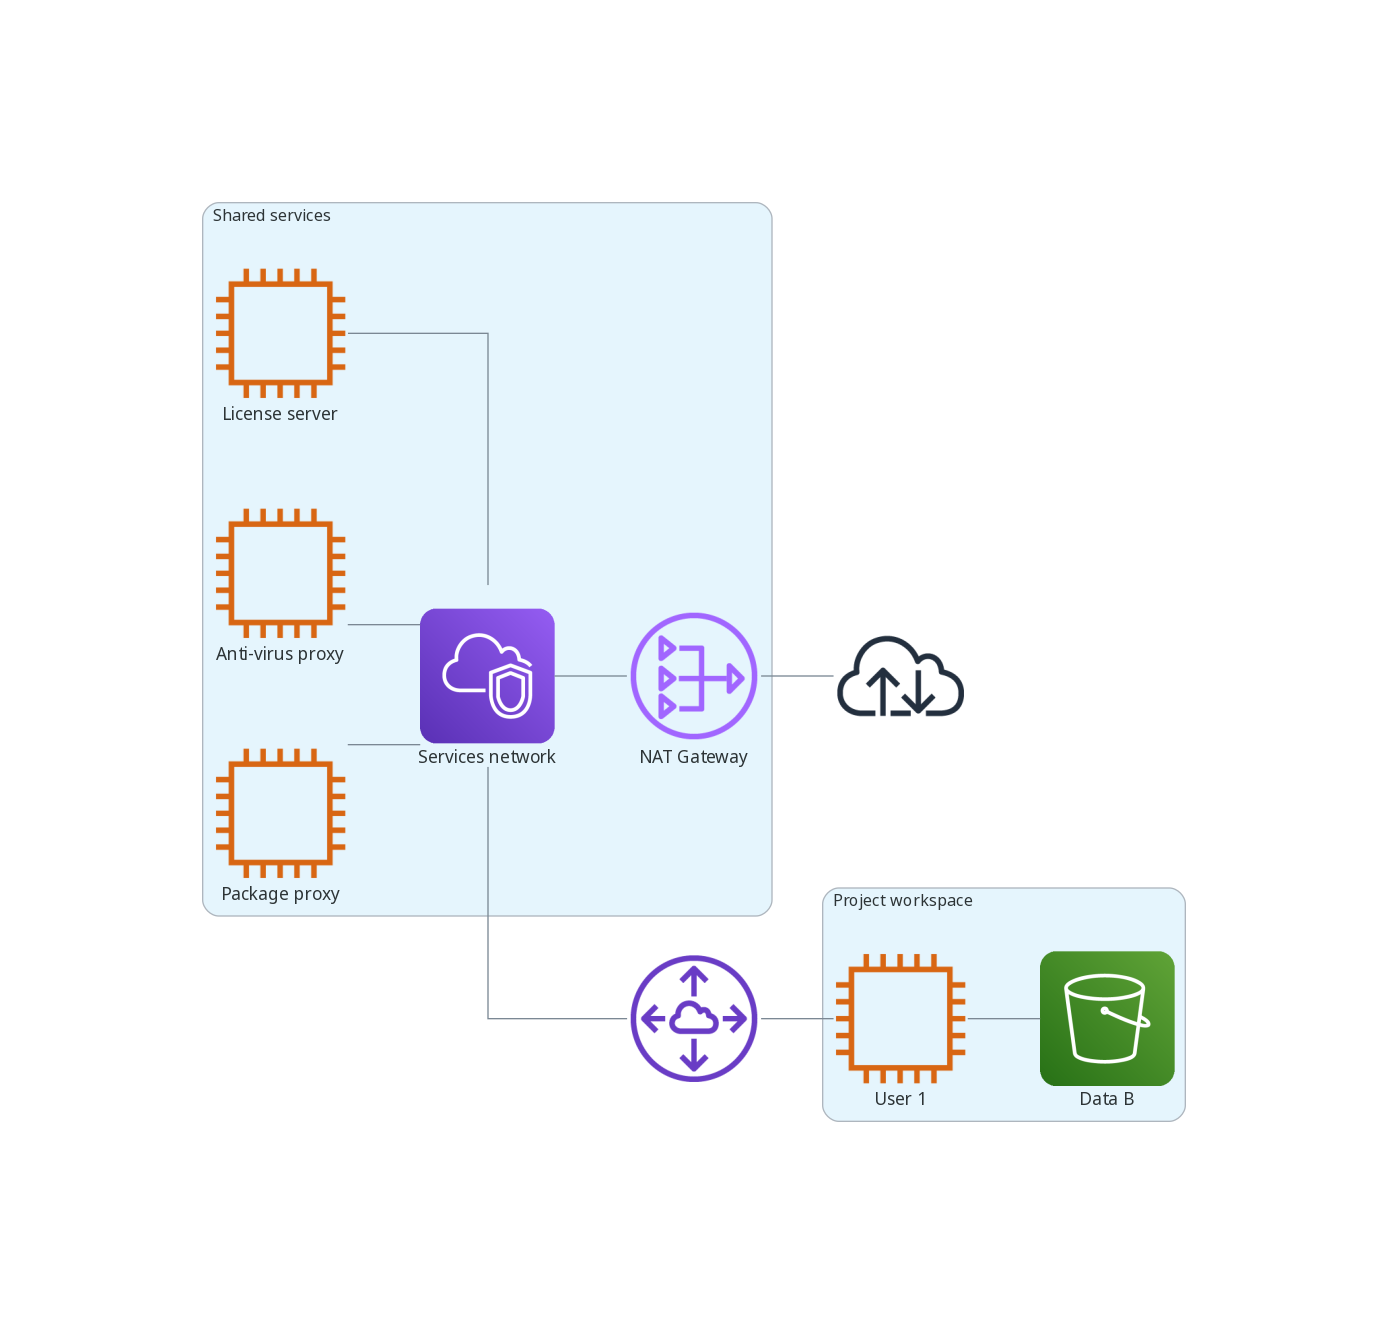 Shared services
License server
Anti-virus proxy
Services network
NAT Gateway
Package proxy
Project workspace
User 1
Data B